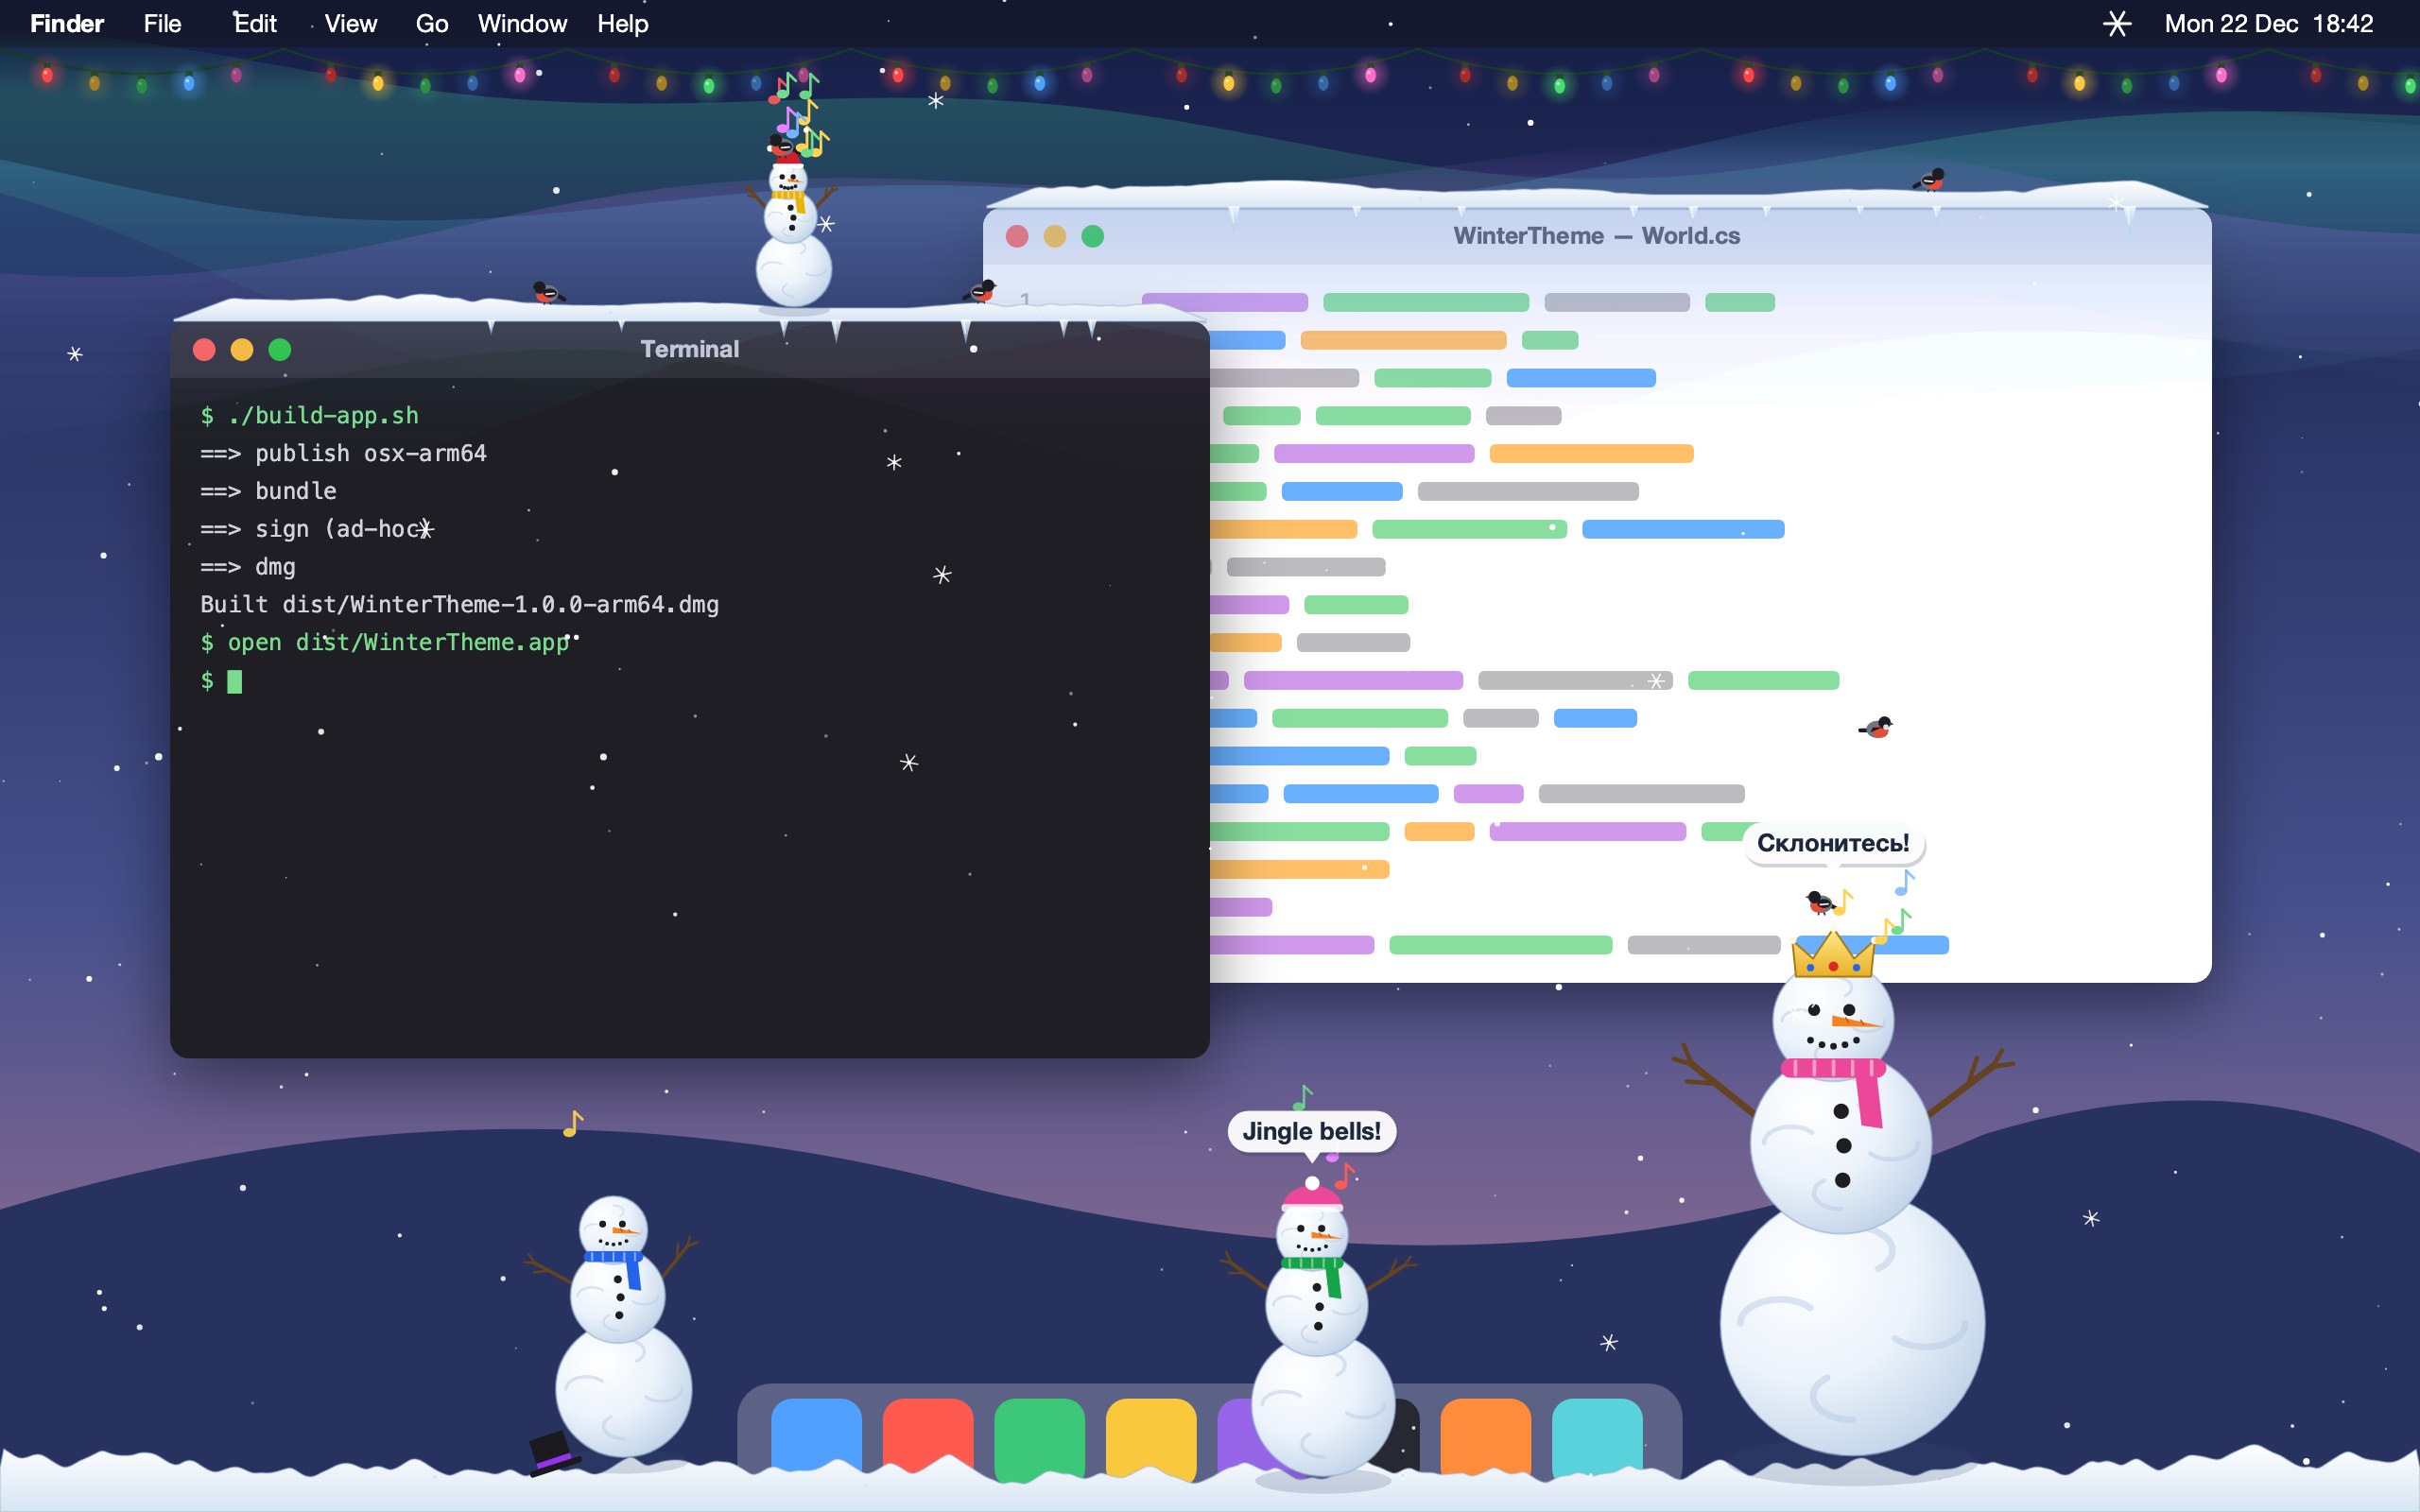 Finder File Edit View Go Window Help Mon 22 Dec 18:42
WinterTheme — World.cs
1
Terminal
$ ./build-app.sh
==> publish osx-arm64
==> bundle
==> sign (ad-hoc)
==> dmg
Built dist/WinterTheme-1.0.0-arm64.dmg
$ open dist/WinterTheme.app
$
Склонитесь!
Jingle bells!